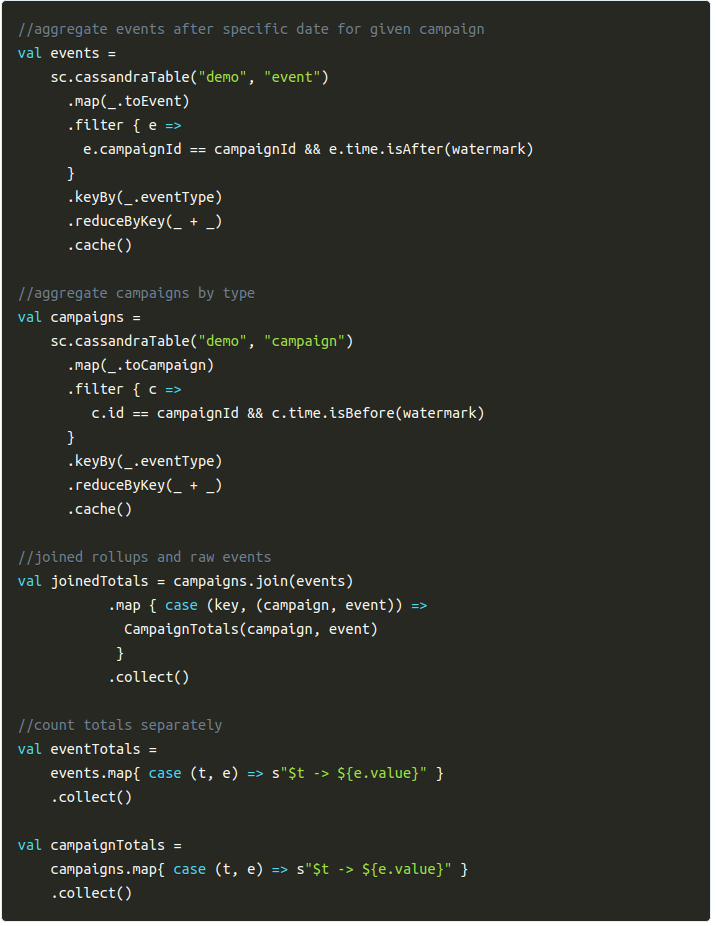 //aggregate events after specific date for given campaign
val events =
    sc.cassandraTable("demo", "event")
      .map(_.toEvent)
      .filter { e =>
        e.campaignId == campaignId && e.time.isAfter(watermark)
      }
      .keyBy(_.eventType)
      .reduceByKey(_ + _)
      .cache()

//aggregate campaigns by type
val campaigns =
    sc.cassandraTable("demo", "campaign")
      .map(_.toCampaign)
      .filter { c =>
         c.id == campaignId && c.time.isBefore(watermark)
      }
      .keyBy(_.eventType)
      .reduceByKey(_ + _)
      .cache()

//joined rollups and raw events
val joinedTotals = campaigns.join(events)
           .map { case (key, (campaign, event)) =>
             CampaignTotals(campaign, event)
            }
           .collect()

//count totals separately
val eventTotals =
    events.map{ case (t, e) => s"$t -> ${e.value}" }
    .collect()

val campaignTotals =
    campaigns.map{ case (t, e) => s"$t -> ${e.value}" }
    .collect()